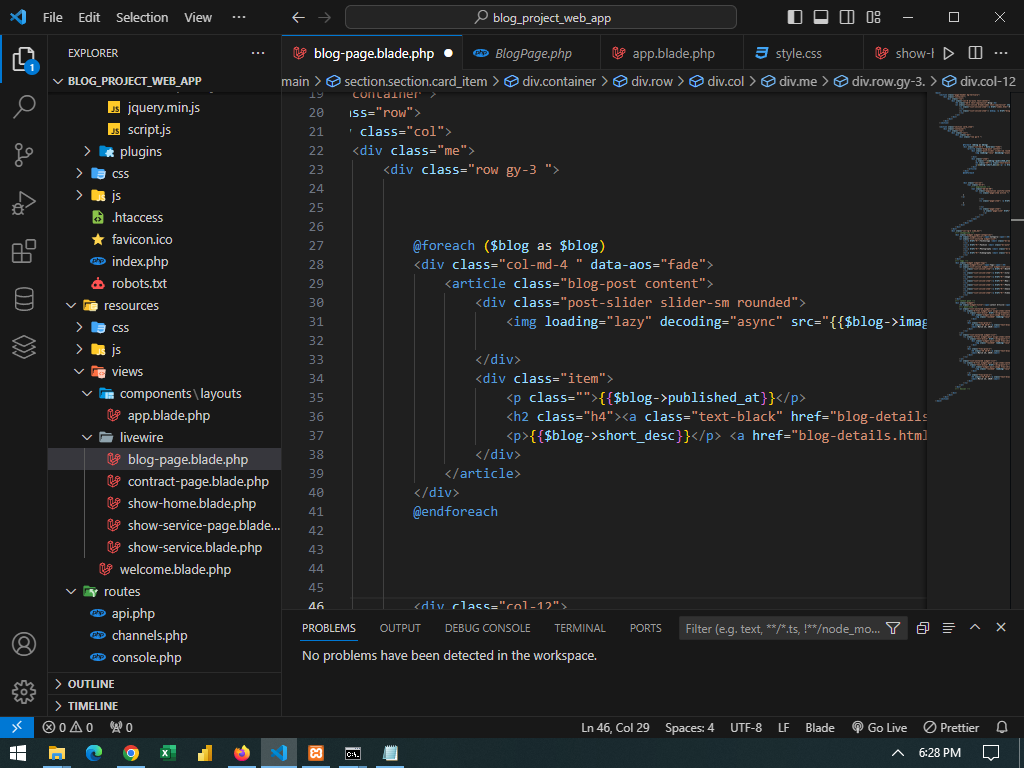 File Edit Selection View ··· blog_project_web_app
EXPLORER ···
BLOG_PROJECT_WEB_APP
jquery.min.js
script.js
plugins
css
js
.htaccess
favicon.ico
index.php
robots.txt
resources
css
js
views
components\layouts
app.blade.php
livewire
blog-page.blade.php
contract-page.blade.php
show-home.blade.php
show-service-page.blade...
show-service.blade.php
welcome.blade.php
routes
api.php
channels.php
console.php
OUTLINE
TIMELINE
1
blog-page.blade.php BlogPage.php app.blade.php style.css show-l
main > section.section.card_item > div.container > div.row > div.col > div.me > div.row.gy-3. > div.col-12
19 container">
20 ass="row">
21 class="col">
22 <div class="me">
23 <div class="row gy-3 ">
24
25
26
27 @foreach ($blog as $blog)
28 <div class="col-md-4 " data-aos="fade">
29 <article class="blog-post content">
30 <div class="post-slider slider-sm rounded">
31 <img loading="lazy" decoding="async" src="{{$blog->imag
32
33 </div>
34 <div class="item">
35 <p class="">{{$blog->published_at}}</p>
36 <h2 class="h4"><a class="text-black" href="blog-details
37 <p>{{$blog->short_desc}}</p> <a href="blog-details.html
38 </div>
39 </article>
40 </div>
41 @endforeach
42
43
44
45
46 <div class="col-12">
PROBLEMS OUTPUT DEBUG CONSOLE TERMINAL PORTS Filter (e.g. text, **/*.ts, !**/node_mo...
No problems have been detected in the workspace.
0 0 0 Ln 46, Col 29 Spaces: 4 UTF-8 LF Blade Go Live Prettier
6:28 PM